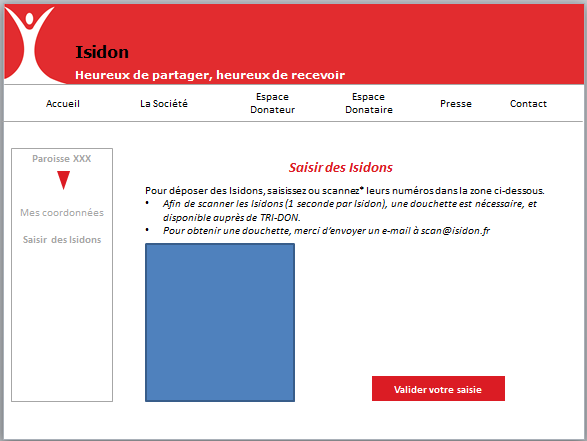 Isidon
Heureux de partager, heureux de recevoir
Accueil
La Société
Espace
Donateur
Espace
Donataire
Presse
Contact
Paroisse XXX
Mes coordonnées
Saisir des Isidons
Saisir des Isidons
Pour déposer des Isidons, saisissez ou scannez* leurs numéros dans la zone ci-dessous.
• Afin de scanner les Isidons (1 seconde par Isidon), une douchette est nécessaire, et
disponible auprès de TRI-DON.
• Pour obtenir une douchette, merci d'envoyer un e-mail à scan@isidon.fr
Valider votre saisie